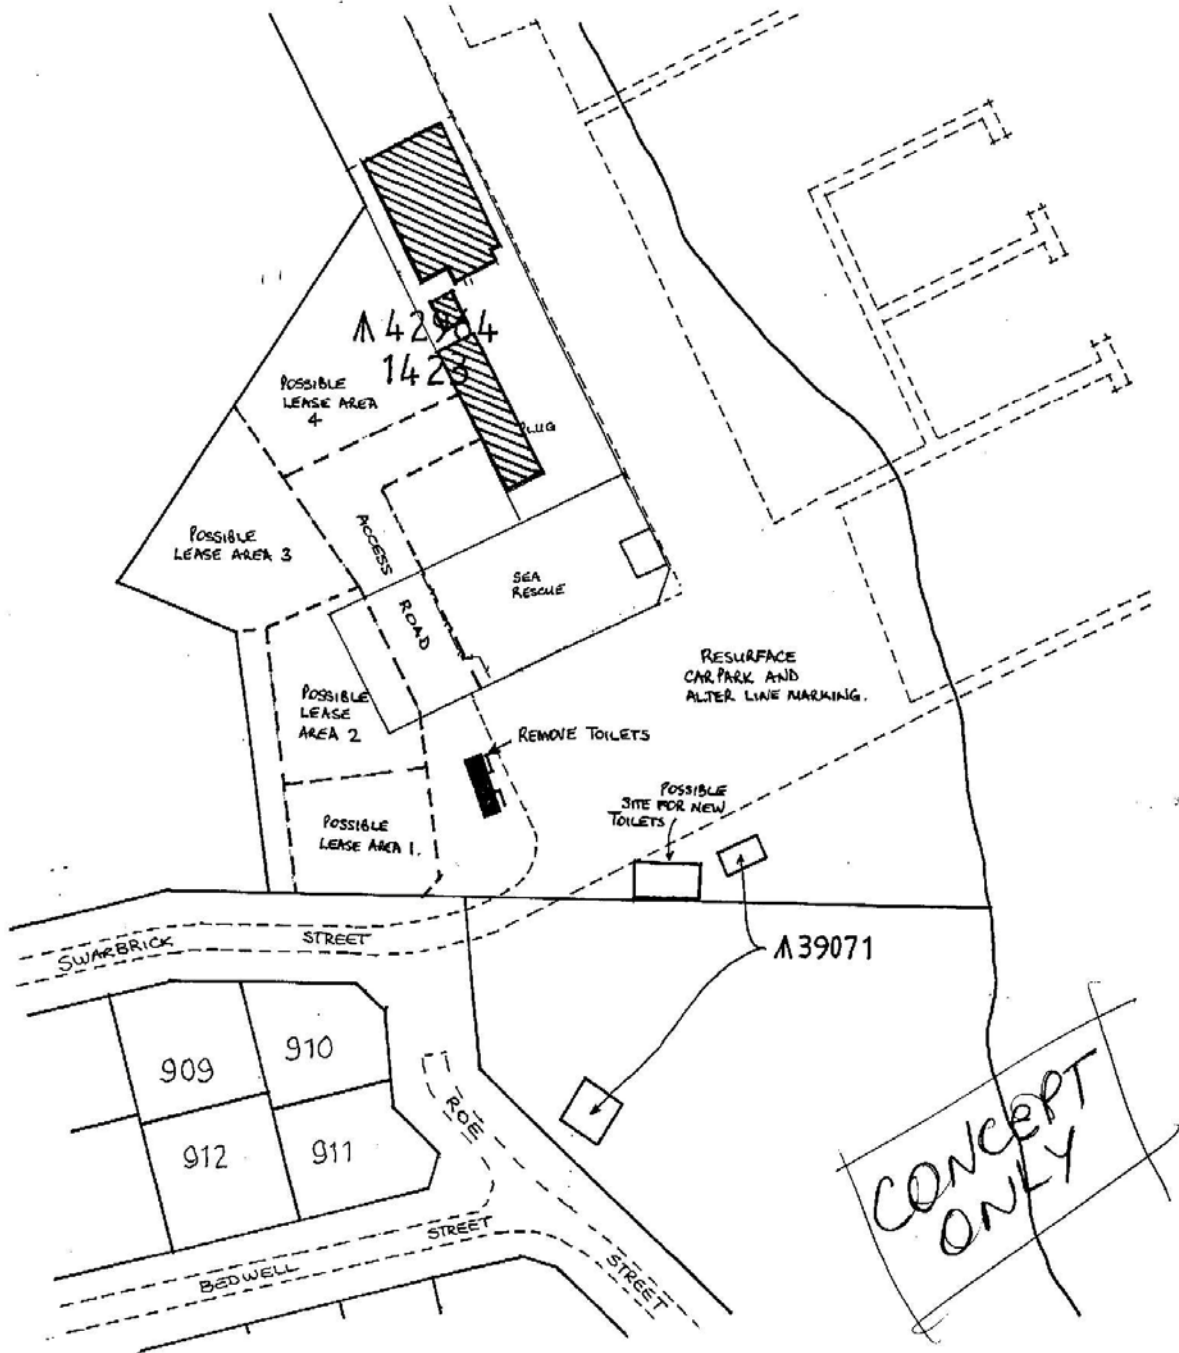 42964
1423
POSSIBLE
LEASE AREA
4
PLUG
POSSIBLE
LEASE AREA 3
ACCESS
ROAD
SEA
RESCUE
RESURFACE
CAR PARK AND
ALTER LINE MARKING.
POSSIBLE
LEASE
AREA 2
REMOVE TOILETS
POSSIBLE
SITE FOR NEW
TOILETS
POSSIBLE
LEASE AREA 1.
SWARBRICK STREET
39071
909
910
912
911
ROE STREET
BEDWELL STREET
CONCEPT
ONLY